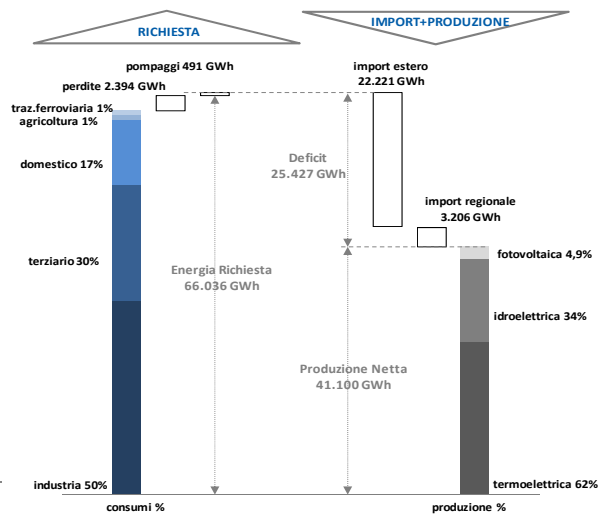 RICHIESTA
IMPORT+PRODUZIONE
pompaggi 491 GWh
perdite 2.394 GWh
traz.ferroviaria 1%
agricoltura 1%
domestico 17%
terziario 30%
industria 50%
consumi %
Energia Richiesta
66.036 GWh
import estero
22.221 GWh
Deficit
25.427 GWh
import regionale
3.206 GWh
Produzione Netta
41.100 GWh
fotovoltaica 4,9%
idroelettrica 34%
termoelettrica 62%
produzione %